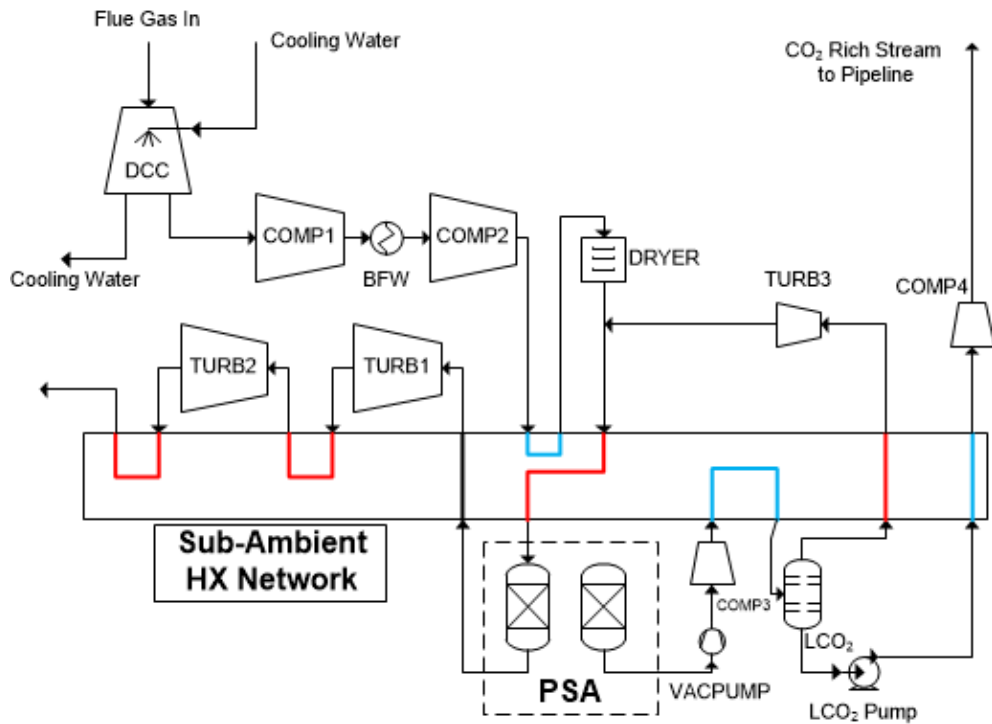 Flue Gas In
Cooling Water
CO₂ Rich Stream
to Pipeline
DCC
COMP1
COMP2
BFW
DRYER
Cooling Water
TURB3
COMP4
TURB2
TURB1
Sub-Ambient
HX Network
COMP3
LCO₂
PSA
VACPUMP
LCO₂ Pump